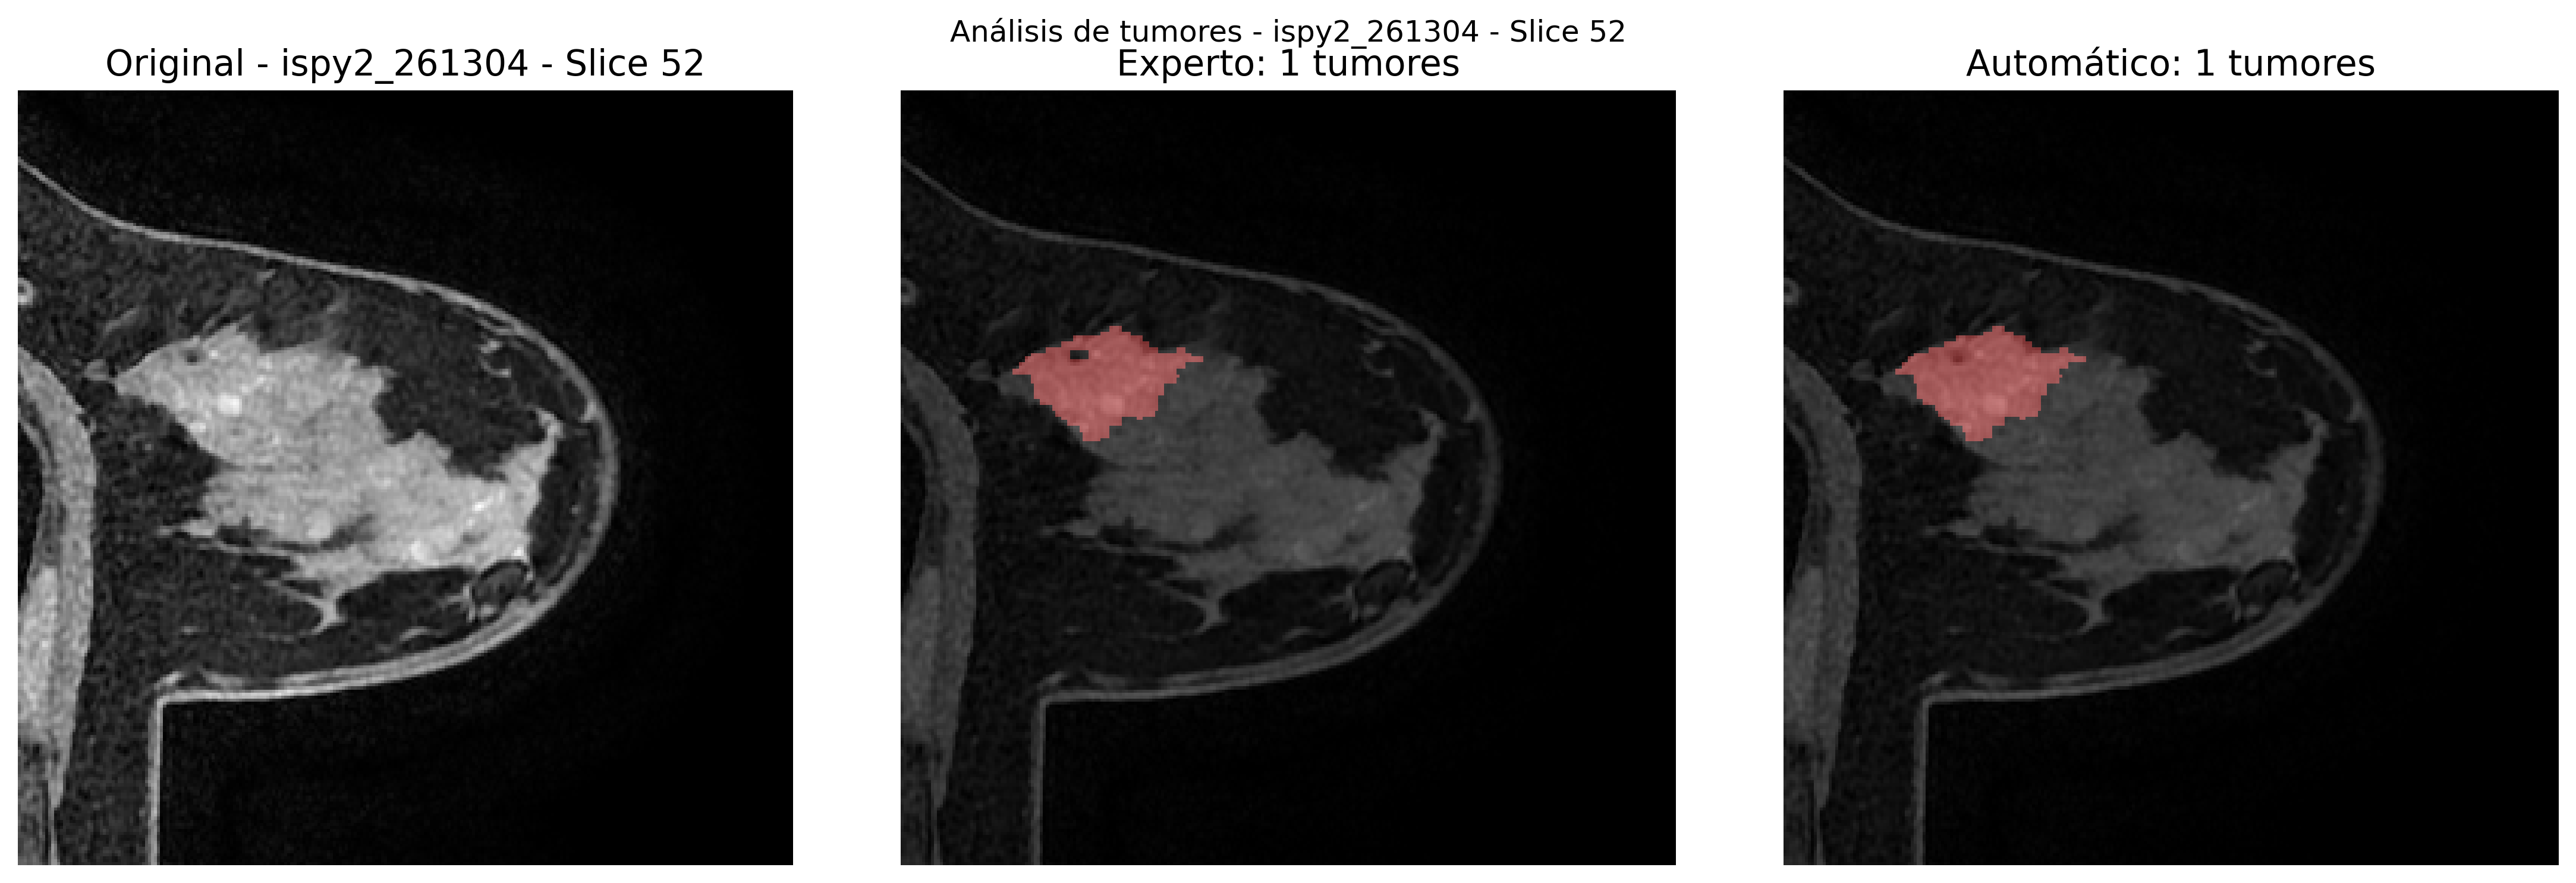 Análisis de tumores - ispy2_261304 - Slice 52
Original - ispy2_261304 - Slice 52
Experto: 1 tumores
Automático: 1 tumores